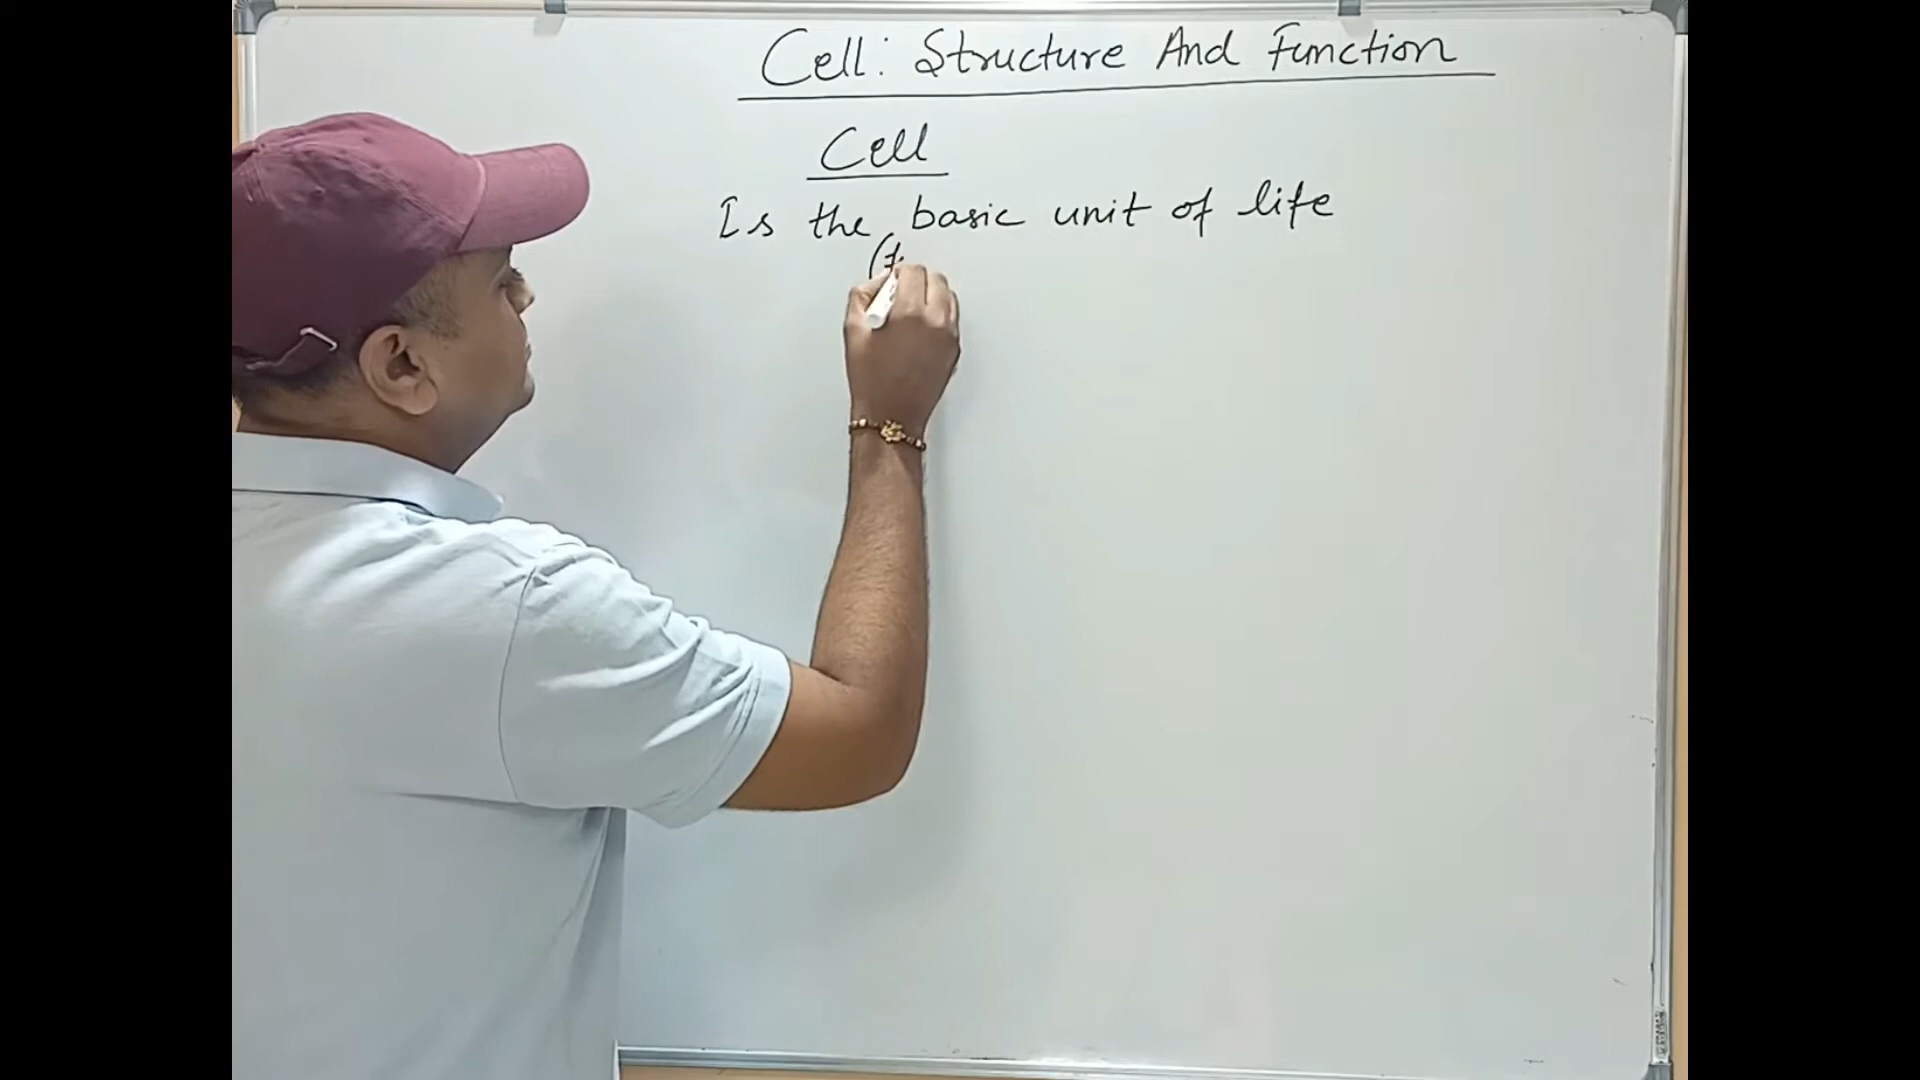 Cell: Structure And Function
Cell
Is the basic unit of life